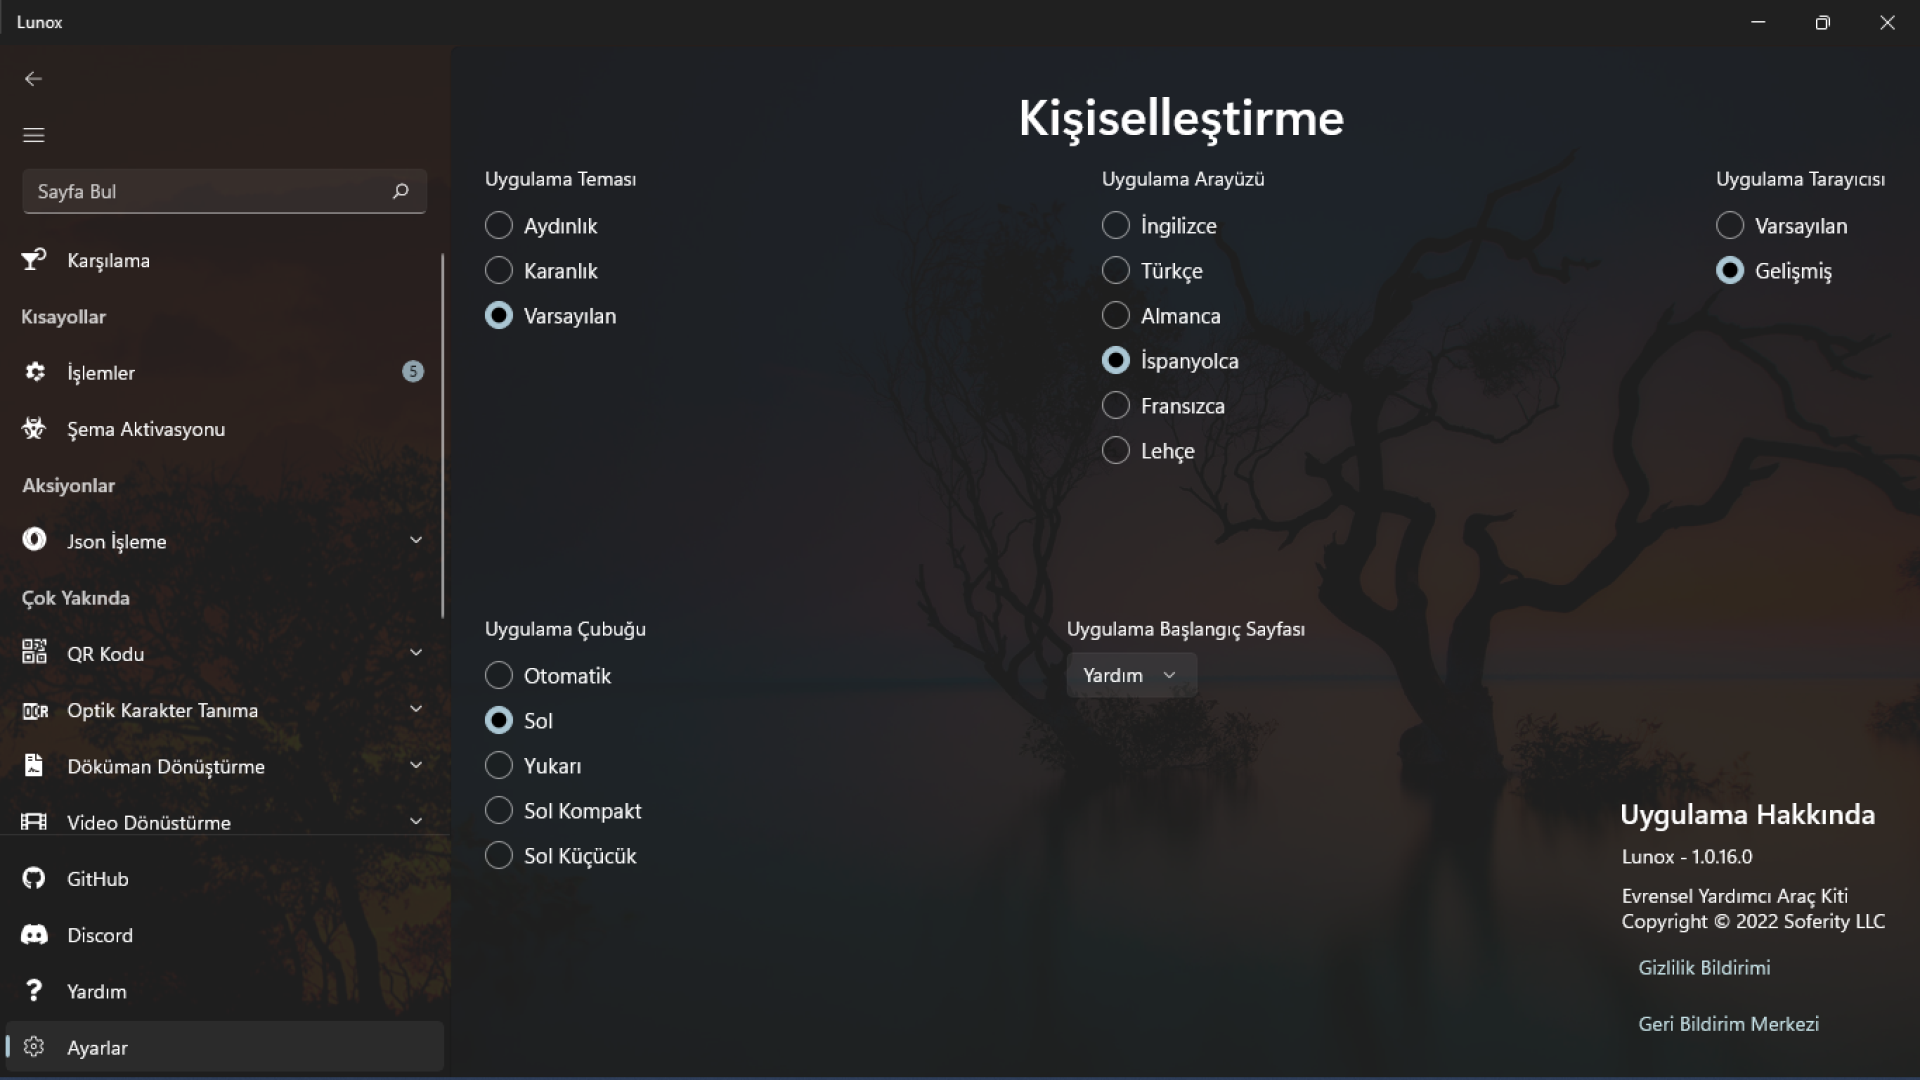 Lunox
Sayfa Bul
Karşılama
Kısayollar
İşlemler
5
Şema Aktivasyonu
Aksiyonlar
Json İşleme
Çok Yakında
QR Kodu
OCR
Optik Karakter Tanıma
Döküman Dönüştürme
Video Dönüştürme
GitHub
Discord
Yardım
Ayarlar
Kişiselleştirme
Uygulama Teması
Aydınlık
Karanlık
Varsayılan
Uygulama Arayüzü
İngilizce
Türkçe
Almanca
İspanyolca
Fransızca
Lehçe
Uygulama Tarayıcısı
Varsayılan
Gelişmiş
Uygulama Çubuğu
Otomatik
Sol
Yukarı
Sol Kompakt
Sol Küçücük
Uygulama Başlangıç Sayfası
Yardım
Uygulama Hakkında
Lunox - 1.0.16.0
Evrensel Yardımcı Araç Kiti
Copyright © 2022 Soferity LLC
Gizlilik Bildirimi
Geri Bildirim Merkezi